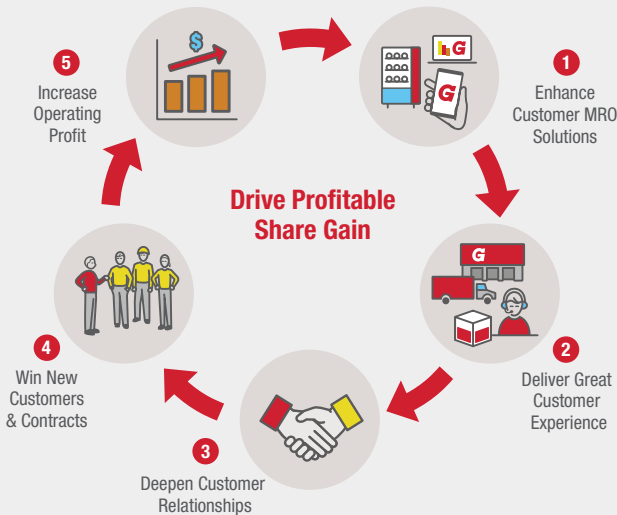 Drive Profitable
Share Gain
1
Enhance
Customer MRO
Solutions
2
Deliver Great
Customer
Experience
3
Deepen Customer
Relationships
4
Win New
Customers
& Contracts
5
Increase
Operating
Profit
$
G
G
G